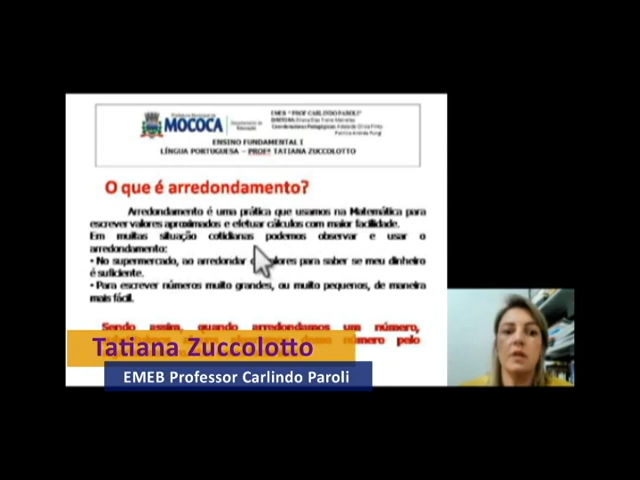 MOCOCA
EMEB "PROF CARLINDO PAROLI"
ENSINO FUNDAMENTAL I
LÍNGUA PORTUGUESA – PROFª TATIANA ZUCCOLOTTO
O que é arredondamento?
Arredondamento é uma prática que usamos na Matemática para
escrever valores aproximados e efetuar cálculos com maior facilidade.
Em muitas situação cotidianas podemos observar e usar o
arredondamento:
• No supermercado, ao arredondar valores para saber se meu dinheiro
é suficiente.
• Para escrever números muito grandes, ou muito pequenos, de maneira
mais fácil.
Sendo assim, quando arredondamos um número,
número pelo
Tatiana Zuccolotto
EMEB Professor Carlindo Paroli